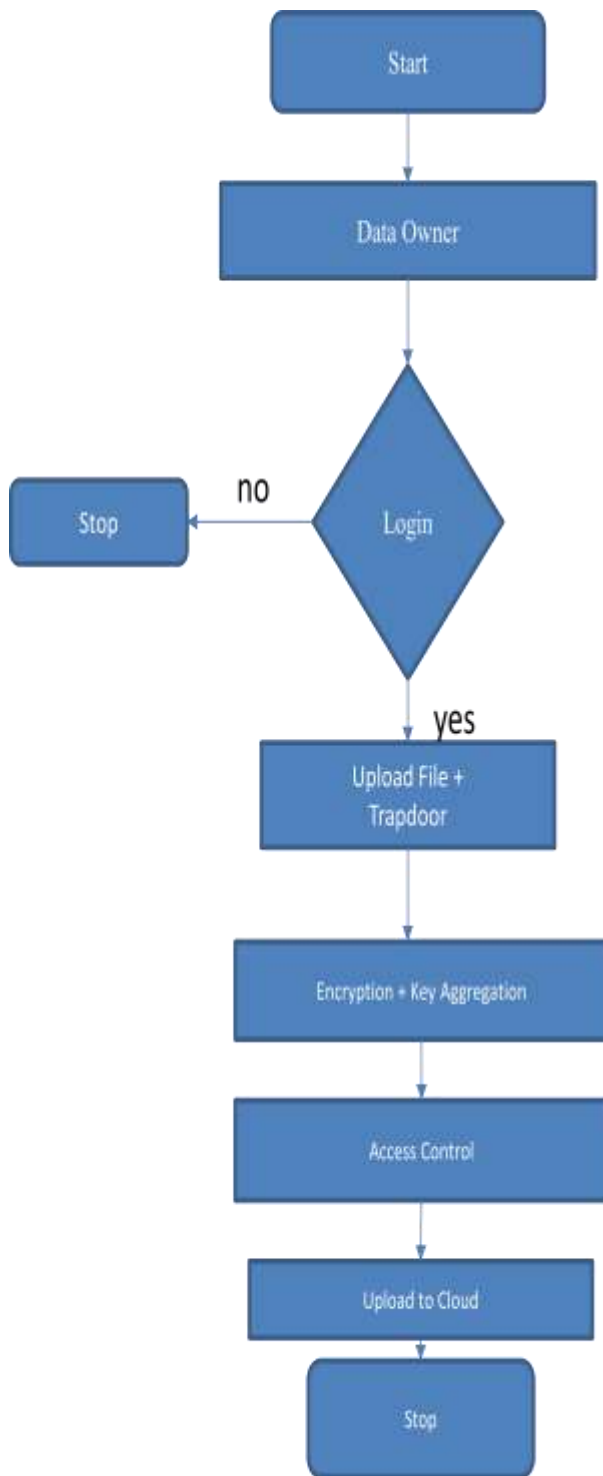 Start
Data Owner
no
Stop
Login
yes
Upload File +
Trapdoor
Encryption + Key Aggregation
Access Control
Upload to Cloud
Stop